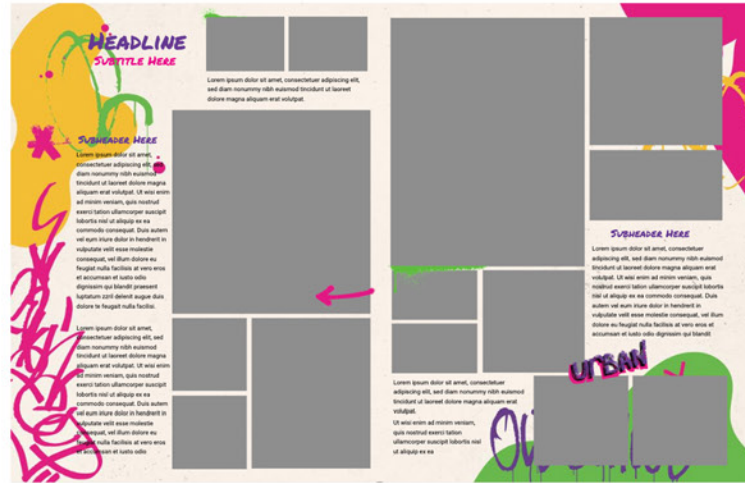 Headline
Subtitle Here
Lorem ipsum dolor sit amet, consectetuer adipiscing elit,
sed diam nonummy nibh euismod tincidunt ut laoreet
dolore magna aliquam erat volutpat.
Subheader Here
Lorem ipsum dolor sit amet,
consectetuer adipiscing elit, sed
diam nonummy nibh euismod
tincidunt ut laoreet dolore magna
aliquam erat volutpat. Ut wisi enim
ad minim veniam, quis nostrud
exerci tation ullamcorper suscipit
lobortis nisl ut aliquip ex ea
commodo consequat. Duis autem
vel eum iriure dolor in hendrerit in
vulputate velit esse molestie
consequat, vel illum dolore eu
feugiat nulla facilisis at vero eros
et accumsan et iusto odio
dignissim qui blandit praesent
luptatum zzril delenit augue duis
dolore te feugait nulla facilisi.
Lorem ipsum dolor sit amet,
consectetuer adipiscing elit, sed
diam nonummy nibh euismod
tincidunt ut laoreet dolore magna
aliquam erat volutpat. Ut wisi enim
ad minim veniam, quis nostrud
exerci tation ullamcorper suscipit
lobortis nisl ut aliquip ex ea
commodo consequat. Duis autem
vel eum iriure dolor in hendrerit in
vulputate velit esse molestie
consequat, vel illum dolore eu
feugiat nulla facilisis at vero eros
et accumsan et iusto odio
Subheader Here
Lorem ipsum dolor sit amet, consectetuer
adipiscing elit, sed diam nonummy nibh
euismod tincidunt ut laoreet dolore magna
aliquam erat volutpat. Ut wisi enim ad minim
veniam, quis nostrud exerci tation
ullamcorper suscipit lobortis nisl ut aliquip
ex ea commodo consequat. Duis autem vel
eum iriure dolor in hendrerit in vulputate velit
esse molestie consequat, vel illum dolore eu
feugiat nulla facilisis at vero eros et
accumsan et iusto odio dignissim qui blandit
URBAN
Lorem ipsum dolor sit amet, consectetuer
adipiscing elit, sed diam nonummy nibh euismod
tincidunt ut laoreet dolore magna aliquam erat
volutpat.
Ut wisi enim ad minim veniam,
quis nostrud exerci tation
ullamcorper suscipit lobortis nisl
ut aliquip ex ea